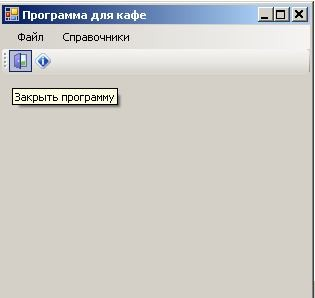 Программа для кафе
Файл Справочники
Закрыть программу